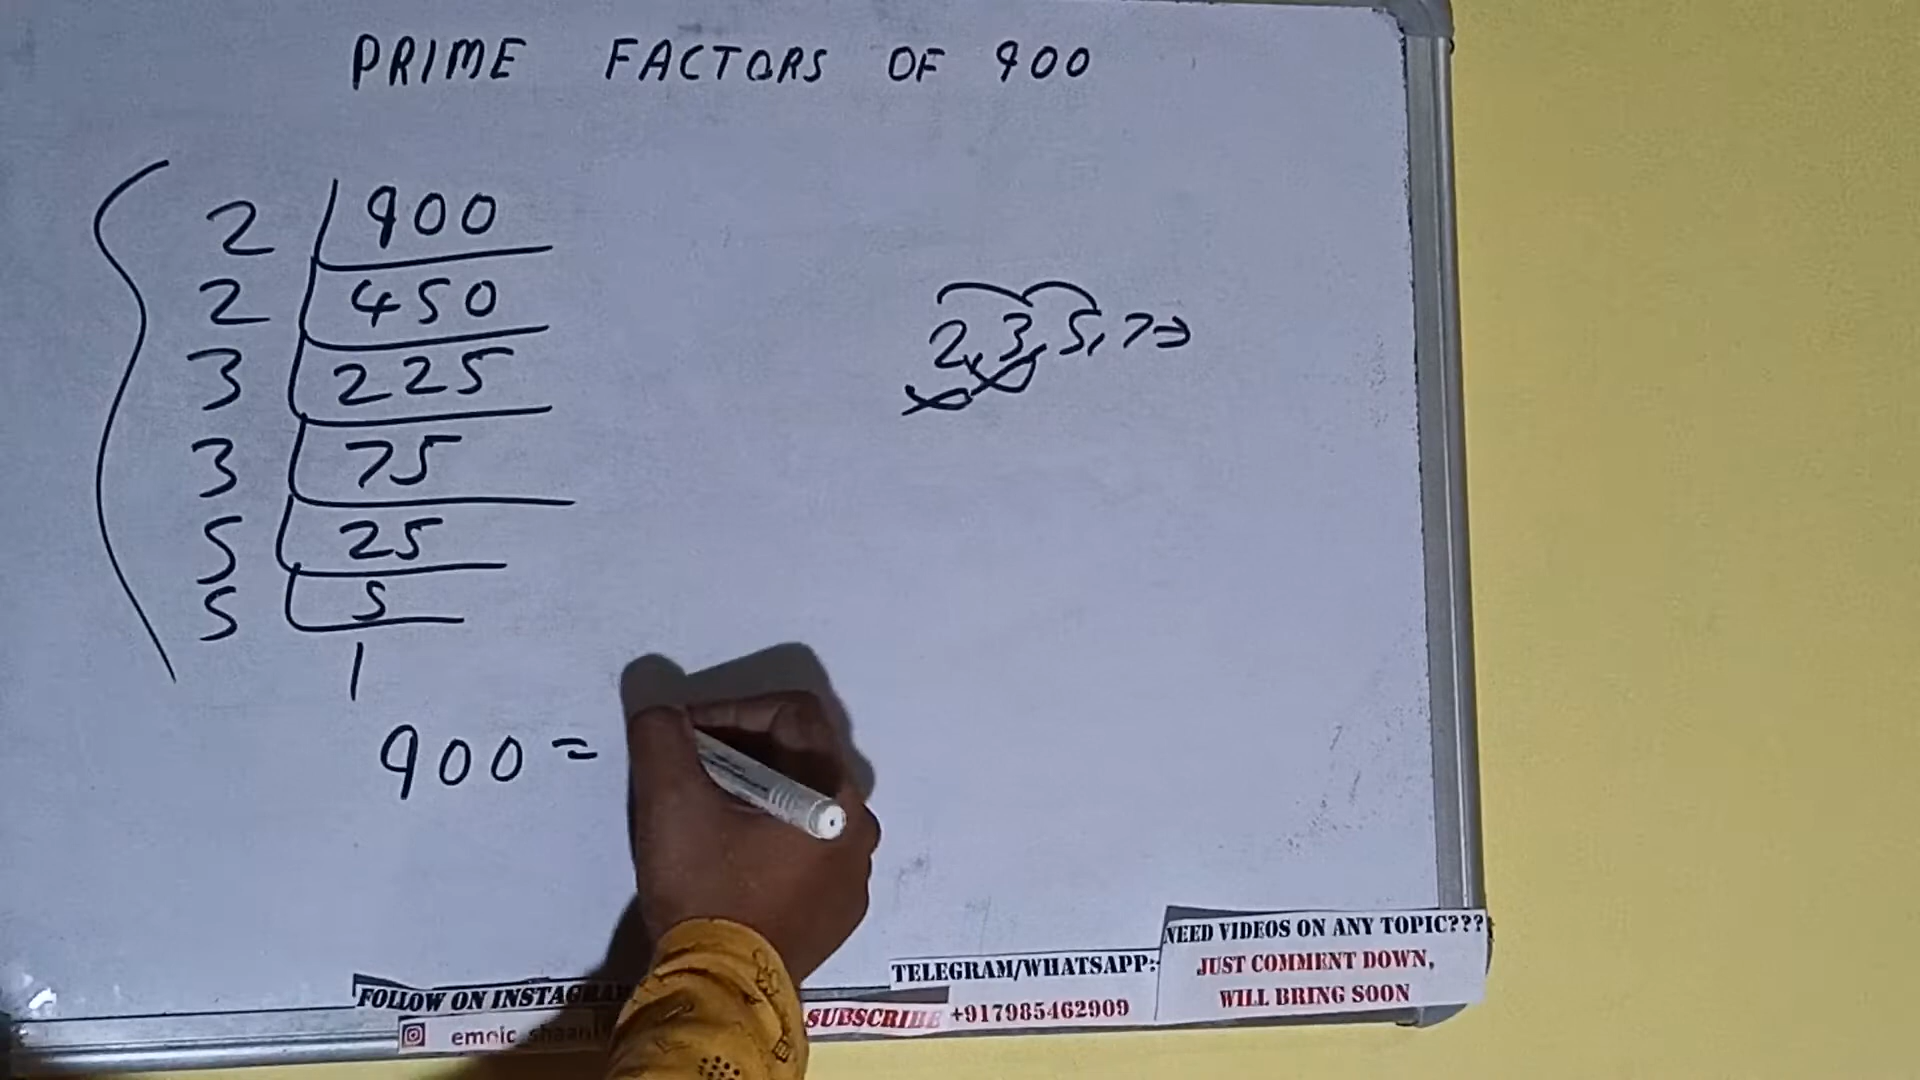 PRIME FACTORS OF 900
2 900
2 450
3 225
3 75
5 25
5 5
1
900 =
2, 3, 5, 7
NEED VIDEOS ON ANY TOPIC???
JUST COMMENT DOWN,
WILL BRING SOON
TELEGRAM/WHATSAPP:-
+917985462909
SUBSCRIBE
FOLLOW ON INSTAGRAM